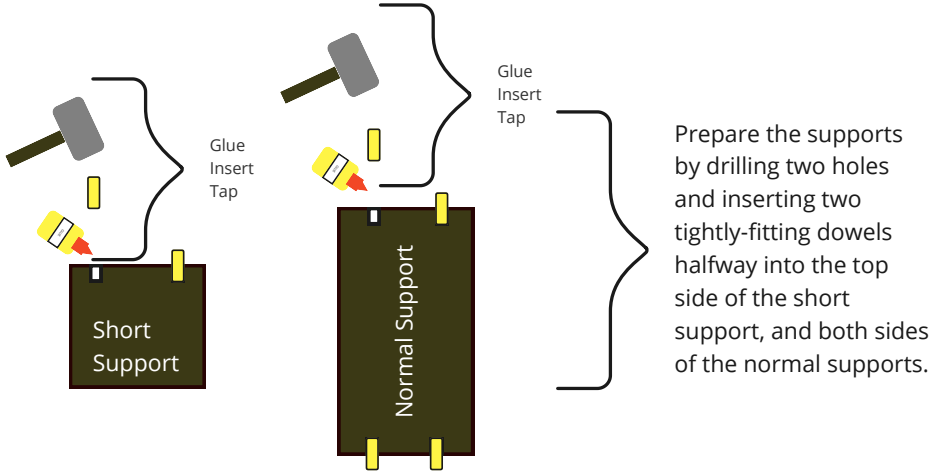 Glue
Insert
Tap
Glue
Insert
Tap
Short
Support
Normal Support
Prepare the supports
by drilling two holes
and inserting two
tightly-fitting dowels
halfway into the top
side of the short
support, and both sides
of the normal supports.